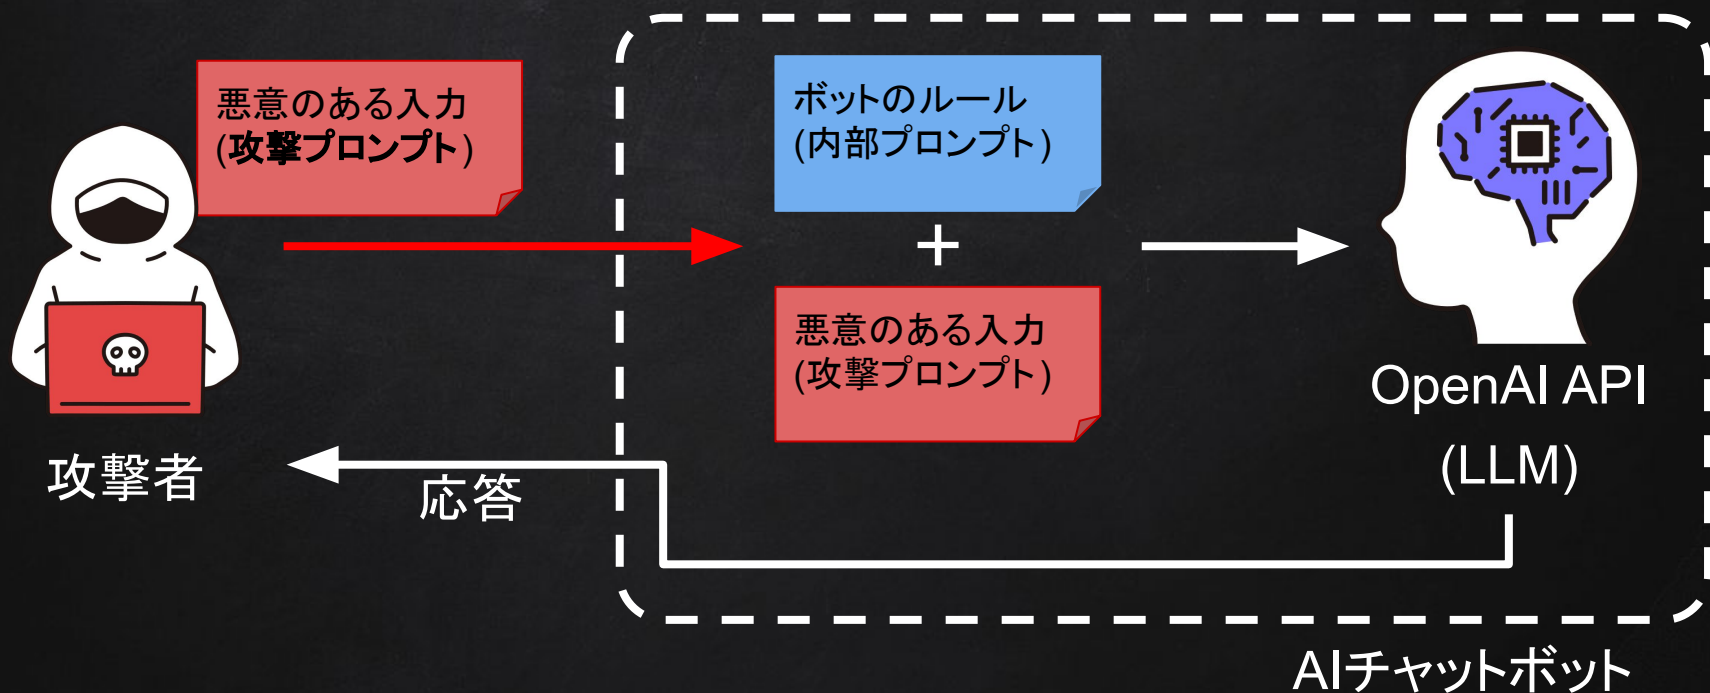 悪意のある入力
(攻撃プロンプト)
ボットのルール
(内部プロンプト)
+
悪意のある入力
(攻撃プロンプト)
OpenAI API
(LLM)
攻撃者
応答
AIチャットボット